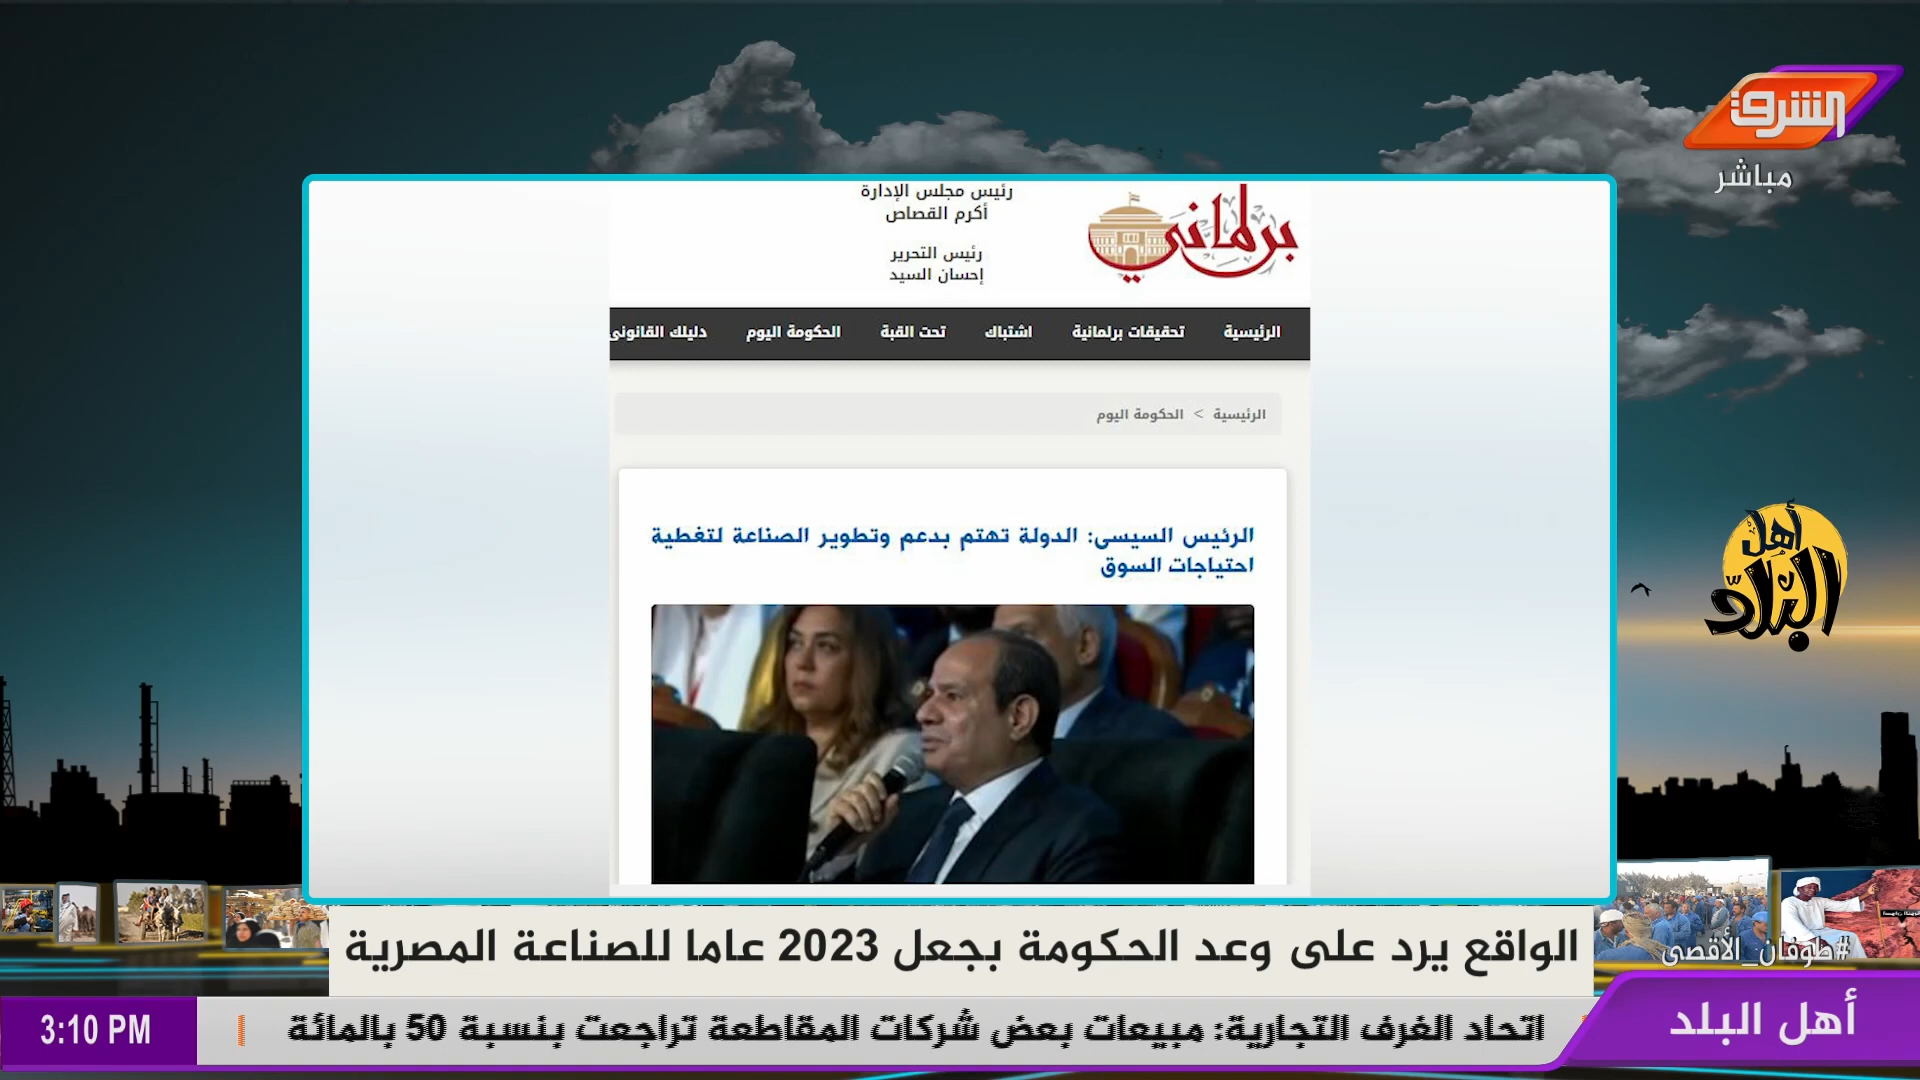 الشرق
مباشر
رئيس مجلس الإدارة
أكرم القصاص
رئيس التحرير
إحسان السيد
برلماني
الرئيسية تحقيقات برلمانية اشتباك تحت القبة الحكومة اليوم دليلك القانونى
الرئيسية > الحكومة اليوم
الرئيس السيسى: الدولة تهتم بدعم وتطوير الصناعة لتغطية
احتياجات السوق
أهل
البلد
الواقع يرد على وعد الحكومة بجعل 2023 عاما للصناعة المصرية
#طوفان_الأقصى
أهل البلد
اتحاد الغرف التجارية: مبيعات بعض شركات المقاطعة تراجعت بنسبة 50 بالمائة
3:10 PM